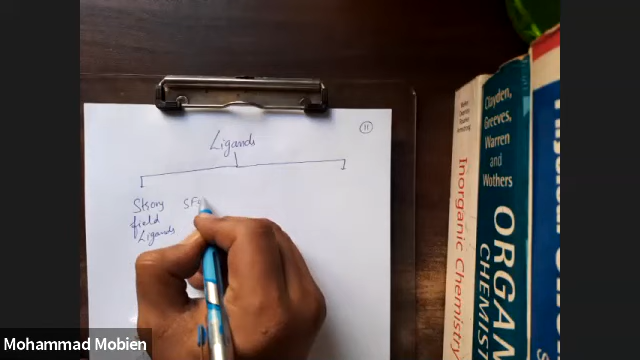 Ligands
11
Strong SF
field
Ligands
Inorganic Chemistry
Clayden,
Greeves,
Warren
and
Wothers
ORGANIC
CHEMISTRY
Mohammad Mobien